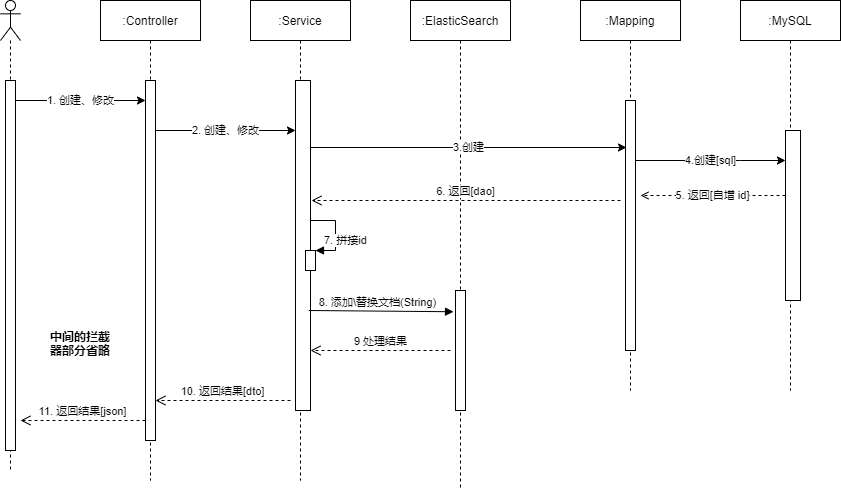 :Controller
:Service
:ElasticSearch
:Mapping
:MySQL
1. 创建、修改
2. 创建、修改
3.创建
4.创建[sql]
5. 返回[自增 id}
6. 返回[dao]
7. 拼接id
8. 添加\替换文档(String)
9 处理结果
中间的拦截
器部分省略
10. 返回结果[dto]
11. 返回结果[json]